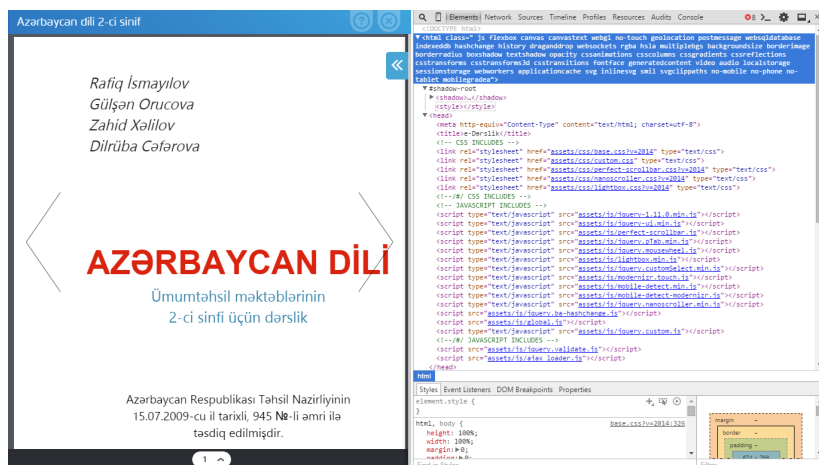 Azərbaycan dili 2-ci sinif
Rafiq İsmayılov
Gülşən Orucova
Zahid Xəlilov
Dilrüba Cəfərova
AZƏRBAYCAN DİLİ
Ümumtəhsil məktəblərinin
2-ci sinfi üçün dərslik
Azərbaycan Respublikası Təhsil Nazirliyinin
15.07.2009-cu il tarixli, 945 №-li əmri ilə
təsdiq edilmişdir.
1
Elements Network Sources Timeline Profiles Resources Audits Console
8
<!DOCTYPE html>
<html class=" js flexbox canvas canvastext webgl no-touch geolocation postmessage websqldatabase
indexeddb hashchange history draganddrop websockets rgba hsla multiplebgs backgroundsize borderimage
borderradius boxshadow textshadow opacity cssanimations csscolumns cssgradients cssreflections
csstransforms csstransforms3d csstransitions fontface generatedcontent video audio localstorage
sessionstorage webworkers applicationcache svg inlinesvg smil svgclippaths no-mobile no-phone no-
tablet mobilegradea">
#shadow-root
<shadow>…</shadow>
<style></style>
<head>
<meta http-equiv="Content-Type" content="text/html; charset=utf-8">
<title>e-Dərslik</title>
<!-- CSS INCLUDES -->
<link rel="stylesheet" href="assets/css/base.css?v=2014" type="text/css">
<link rel="stylesheet" href="assets/css/custom.css" type="text/css">
<link rel="stylesheet" href="assets/css/perfect-scrollbar.css?v=2014" type="text/css">
<link rel="stylesheet" href="assets/css/nanoscroller.css?v=2014" type="text/css">
<link rel="stylesheet" href="assets/css/lightbox.css?v=2014" type="text/css">
<!--/#/ CSS INCLUDES -->
<!-- JAVASCRIPT INCLUDES -->
<script type="text/javascript" src="assets/js/jquery-1.11.0.min.js"></script>
<script type="text/javascript" src="assets/js/jquery-ui.min.js"></script>
<script type="text/javascript" src="assets/js/perfect-scrollbar.js"></script>
<script type="text/javascript" src="assets/js/jquery.pTab.min.js"></script>
<script type="text/javascript" src="assets/js/jquery.mousewheel.js"></script>
<script type="text/javascript" src="assets/js/lightbox.min.js"></script>
<script type="text/javascript" src="assets/js/jquery.customSelect.min.js"></script>
<script type="text/javascript" src="assets/js/modernizr.touch.js"></script>
<script type="text/javascript" src="assets/js/mobile-detect.min.js"></script>
<script type="text/javascript" src="assets/js/mobile-detect-modernizr.js"></script>
<script type="text/javascript" src="assets/js/jquery.nanoscroller.min.js"></script>
<script src="assets/js/jquery.ba-hashchange.js"></script>
<script src="assets/js/global.js"></script>
<script type="text/javascript" src="assets/js/jquery.custom.js"></script>
<!--/#/ JAVASCRIPT INCLUDES -->
<script src="assets/js/jquery.validate.js"></script>
<script src="assets/js/ajax_loader.js"></script>
</head>
html
Styles Event Listeners DOM Breakpoints Properties
element.style {
}
html, body { base.css?v=2014:326
height: 100%;
width: 100%;
margin: 0;
padding: 0;
Find in Styles
margin –
border –
padding –
Filter